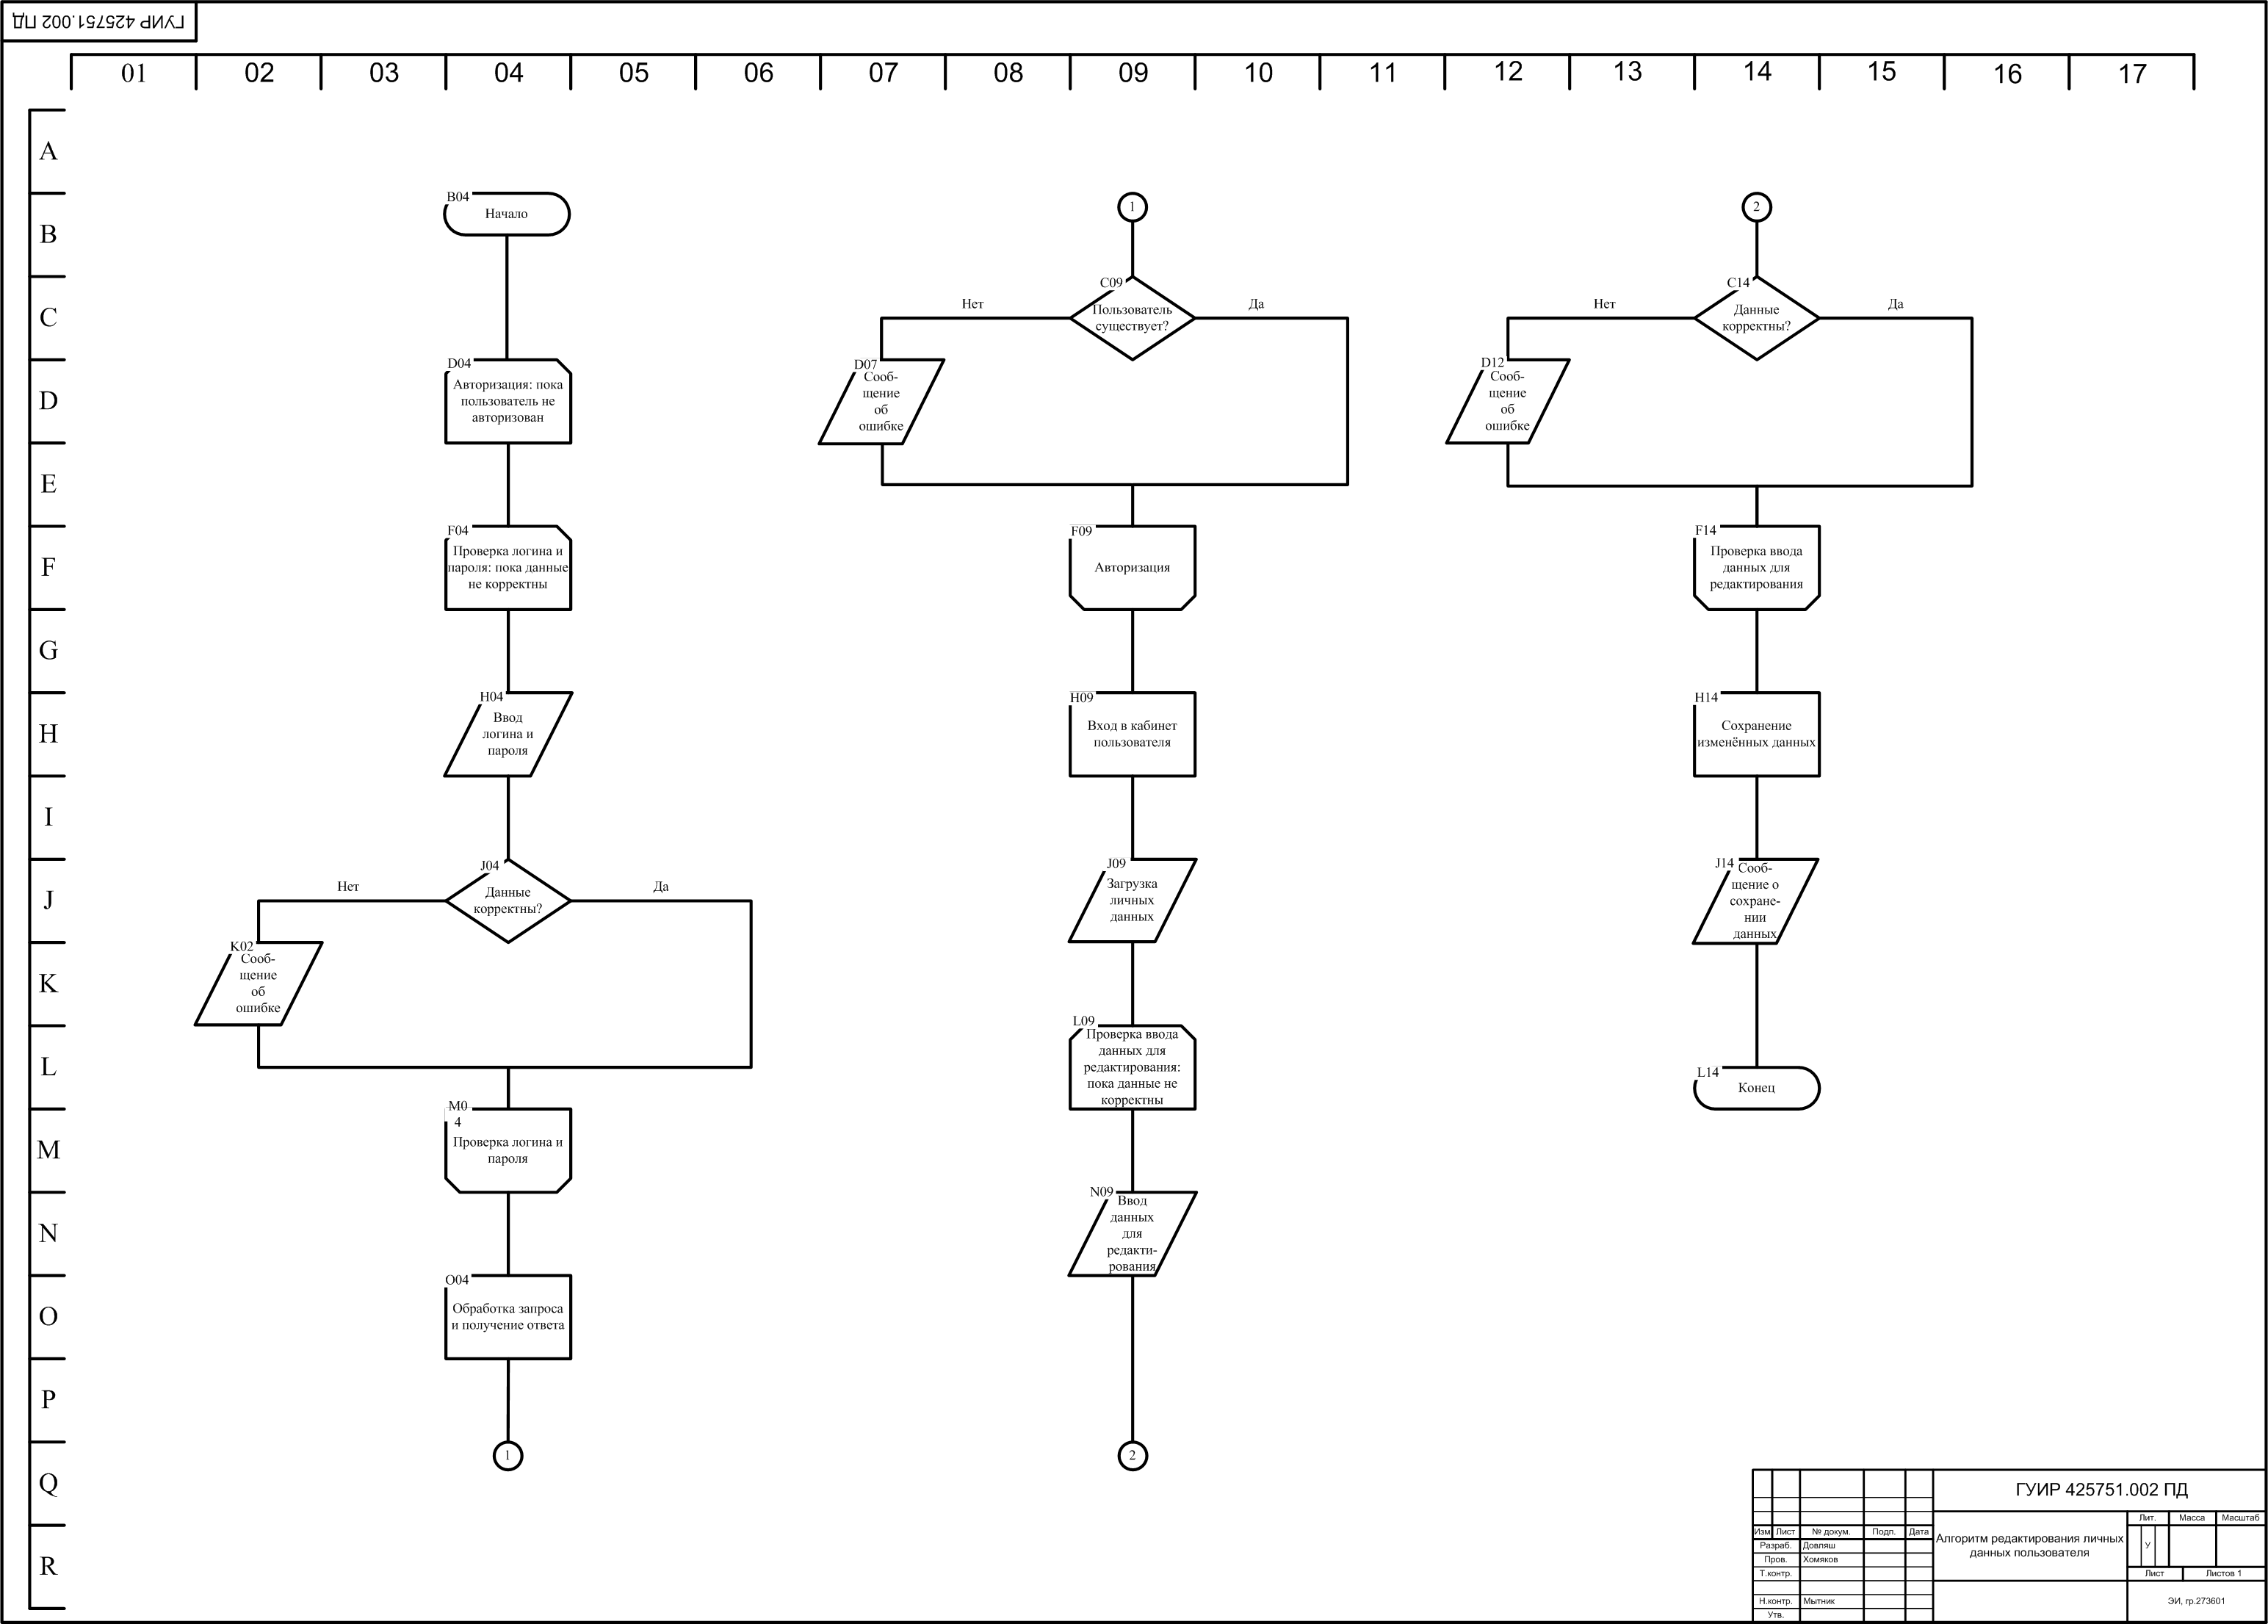 ГУИР 425751.002 ПД
01 02 03 04 05 06 07 08 09 10 11 12 13 14 15 16 17
A
B
C
D
E
F
G
H
I
J
K
L
M
N
O
P
Q
R
B04
Начало
D04
Авторизация: пока
пользователь не
авторизован
F04
Проверка логина и
пароля: пока данные
не корректны
H04
Ввод
логина и
пароля
J04
Данные
корректны?
Нет
Да
K02
Сооб-
щение
об
ошибке
M0
4
Проверка логина и
пароля
O04
Обработка запроса
и получение ответа
1
1
C09
Пользователь
существует?
Нет
Да
D07
Сооб-
щение
об
ошибке
F09
Авторизация
H09
Вход в кабинет
пользователя
J09
Загрузка
личных
данных
L09
Проверка ввода
данных для
редактирования:
пока данные не
корректны
N09
Ввод
данных
для
редакти-
рования
2
2
C14
Данные
корректны?
Нет
Да
D12
Сооб-
щение
об
ошибке
F14
Проверка ввода
данных для
редактирования
H14
Сохранение
изменённых данных
J14
Сооб-
щение о
сохране-
нии
данных
L14
Конец
ГУИР 425751.002 ПД
Изм Лист № докум. Подп. Дата
Разраб. Довляш
Пров. Хомяков
Т.контр.
Н.контр. Мытник
Утв.
Алгоритм редактирования личных
данных пользователя
Лит. Масса Масштаб
У
Лист Листов 1
ЭИ, гр.273601